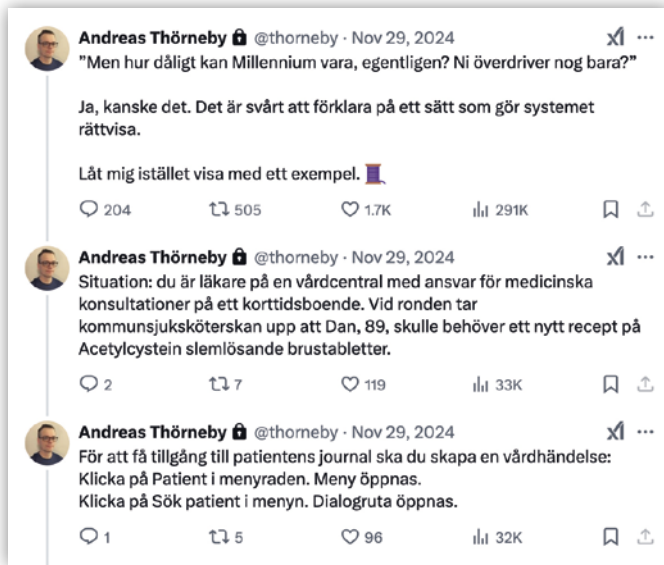 Andreas Thörneby @thorneby · Nov 29, 2024
”Men hur dåligt kan Millennium vara, egentligen? Ni överdriver nog bara?”
Ja, kanske det. Det är svårt att förklara på ett sätt som gör systemet
rättvisa.
Låt mig istället visa med ett exempel. 🧵
204 505 1.7K 291K
Andreas Thörneby @thorneby · Nov 29, 2024
Situation: du är läkare på en vårdcentral med ansvar för medicinska
konsultationer på ett korttidsboende. Vid ronden tar
kommunsjuksköterskan upp att Dan, 89, skulle behöver ett nytt recept på
Acetylcystein slemlösande brustabletter.
2 7 119 33K
Andreas Thörneby @thorneby · Nov 29, 2024
För att få tillgång till patientens journal ska du skapa en vårdhändelse:
Klicka på Patient i menyraden. Meny öppnas.
Klicka på Sök patient i menyn. Dialogruta öppnas.
1 5 96 32K